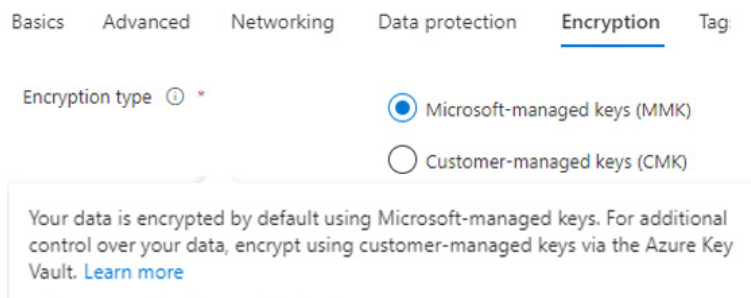 Basics Advanced Networking Data protection Encryption Tag
Encryption type ⓘ *
Microsoft-managed keys (MMK)
Customer-managed keys (CMK)
Your data is encrypted by default using Microsoft-managed keys. For additional
control over your data, encrypt using customer-managed keys via the Azure Key
Vault. Learn more